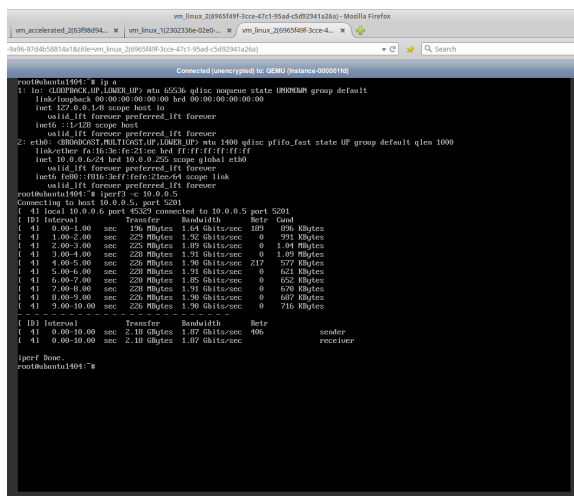 vm_linux_2(6965f49f-3cce-47c1-95ad-c5d92941a26a) - Mozilla Firefox
vm_accelerated_2(63f98d94... × vm_linux_1(2302336e-02e0-... × vm_linux_2(6965f49f-3cce-4... ×
-9a96-97d4b58814a1&title=vm_linux_2(6965f49f-3cce-47c1-95ad-c5d92941a26a) Search
Connected (unencrypted) to: QEMU (instance-000001fd)
root@ubuntu1404:~# ip a
1: lo: <LOOPBACK,UP,LOWER_UP> mtu 65536 qdisc noqueue state UNKNOWN group default
link/loopback 00:00:00:00:00:00 brd 00:00:00:00:00:00
inet 127.0.0.1/8 scope host lo
valid_lft forever preferred_lft forever
inet6 ::1/128 scope host
valid_lft forever preferred_lft forever
2: eth0: <BROADCAST,MULTICAST,UP,LOWER_UP> mtu 1400 qdisc pfifo_fast state UP group default qlen 1000
link/ether fa:16:3e:fe:21:ee brd ff:ff:ff:ff:ff:ff
inet 10.0.0.6/24 brd 10.0.0.255 scope global eth0
valid_lft forever preferred_lft forever
inet6 fe80::f816:3eff:fefe:21ee/64 scope link
valid_lft forever preferred_lft forever
root@ubuntu1404:~# iperf3 -c 10.0.0.5
Connecting to host 10.0.0.5, port 5201
[ 4] local 10.0.0.6 port 45329 connected to 10.0.0.5 port 5201
[ ID] Interval Transfer Bandwidth Retr Cwnd
[ 4] 0.00-1.00 sec 196 MBytes 1.64 Gbits/sec 189 896 KBytes
[ 4] 1.00-2.00 sec 229 MBytes 1.92 Gbits/sec 0 991 KBytes
[ 4] 2.00-3.00 sec 225 MBytes 1.89 Gbits/sec 0 1.04 MBytes
[ 4] 3.00-4.00 sec 228 MBytes 1.91 Gbits/sec 0 1.09 MBytes
[ 4] 4.00-5.00 sec 226 MBytes 1.90 Gbits/sec 217 577 KBytes
[ 4] 5.00-6.00 sec 228 MBytes 1.91 Gbits/sec 0 621 KBytes
[ 4] 6.00-7.00 sec 220 MBytes 1.85 Gbits/sec 0 652 KBytes
[ 4] 7.00-8.00 sec 228 MBytes 1.91 Gbits/sec 0 670 KBytes
[ 4] 8.00-9.00 sec 226 MBytes 1.90 Gbits/sec 0 687 KBytes
[ 4] 9.00-10.00 sec 226 MBytes 1.90 Gbits/sec 0 716 KBytes
- - - - - - - - - - - - - - - - - - - - - - - - -
[ ID] Interval Transfer Bandwidth Retr
[ 4] 0.00-10.00 sec 2.18 GBytes 1.87 Gbits/sec 406 sender
[ 4] 0.00-10.00 sec 2.18 GBytes 1.87 Gbits/sec receiver
iperf Done.
root@ubuntu1404:~#